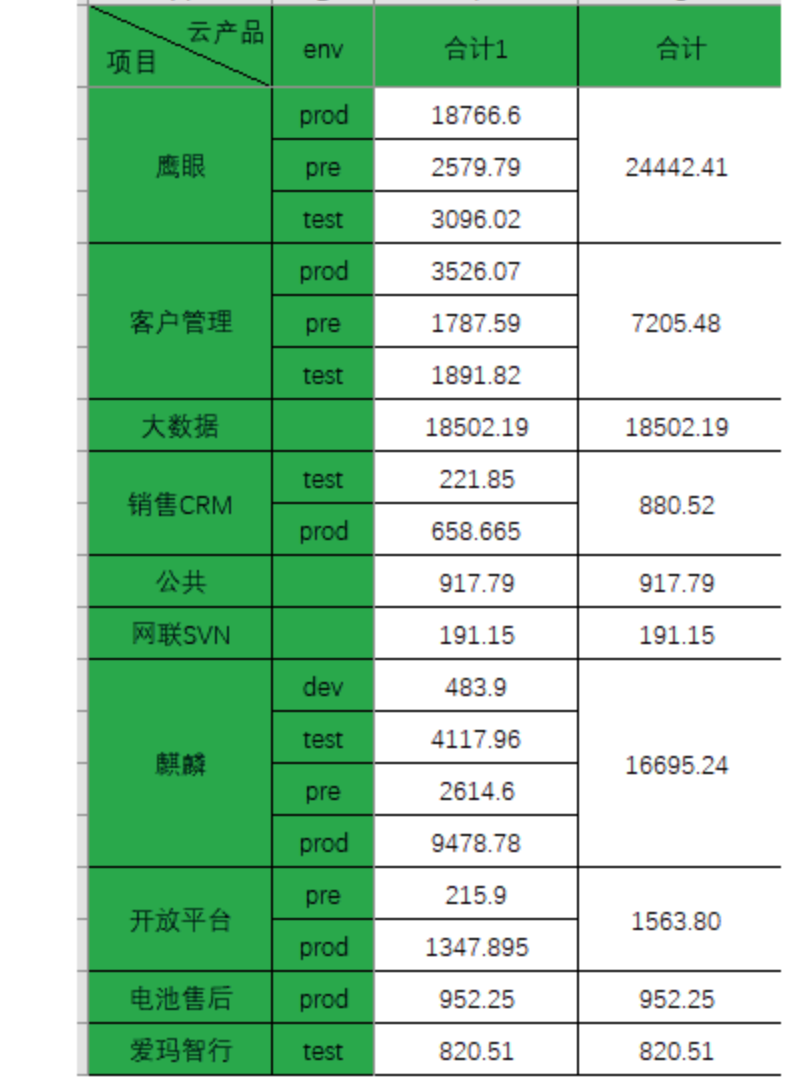 云产品
项目 env 合计1 合计
鹰眼 prod 18766.6 24442.41
pre 2579.79
test 3096.02
客户管理 prod 3526.07 7205.48
pre 1787.59
test 1891.82
大数据 18502.19 18502.19
销售CRM test 221.85 880.52
prod 658.665
公共 917.79 917.79
网联SVN 191.15 191.15
麒麟 dev 483.9 16695.24
test 4117.96
pre 2614.6
prod 9478.78
开放平台 pre 215.9 1563.80
prod 1347.895
电池售后 prod 952.25 952.25
爱玛智行 test 820.51 820.51